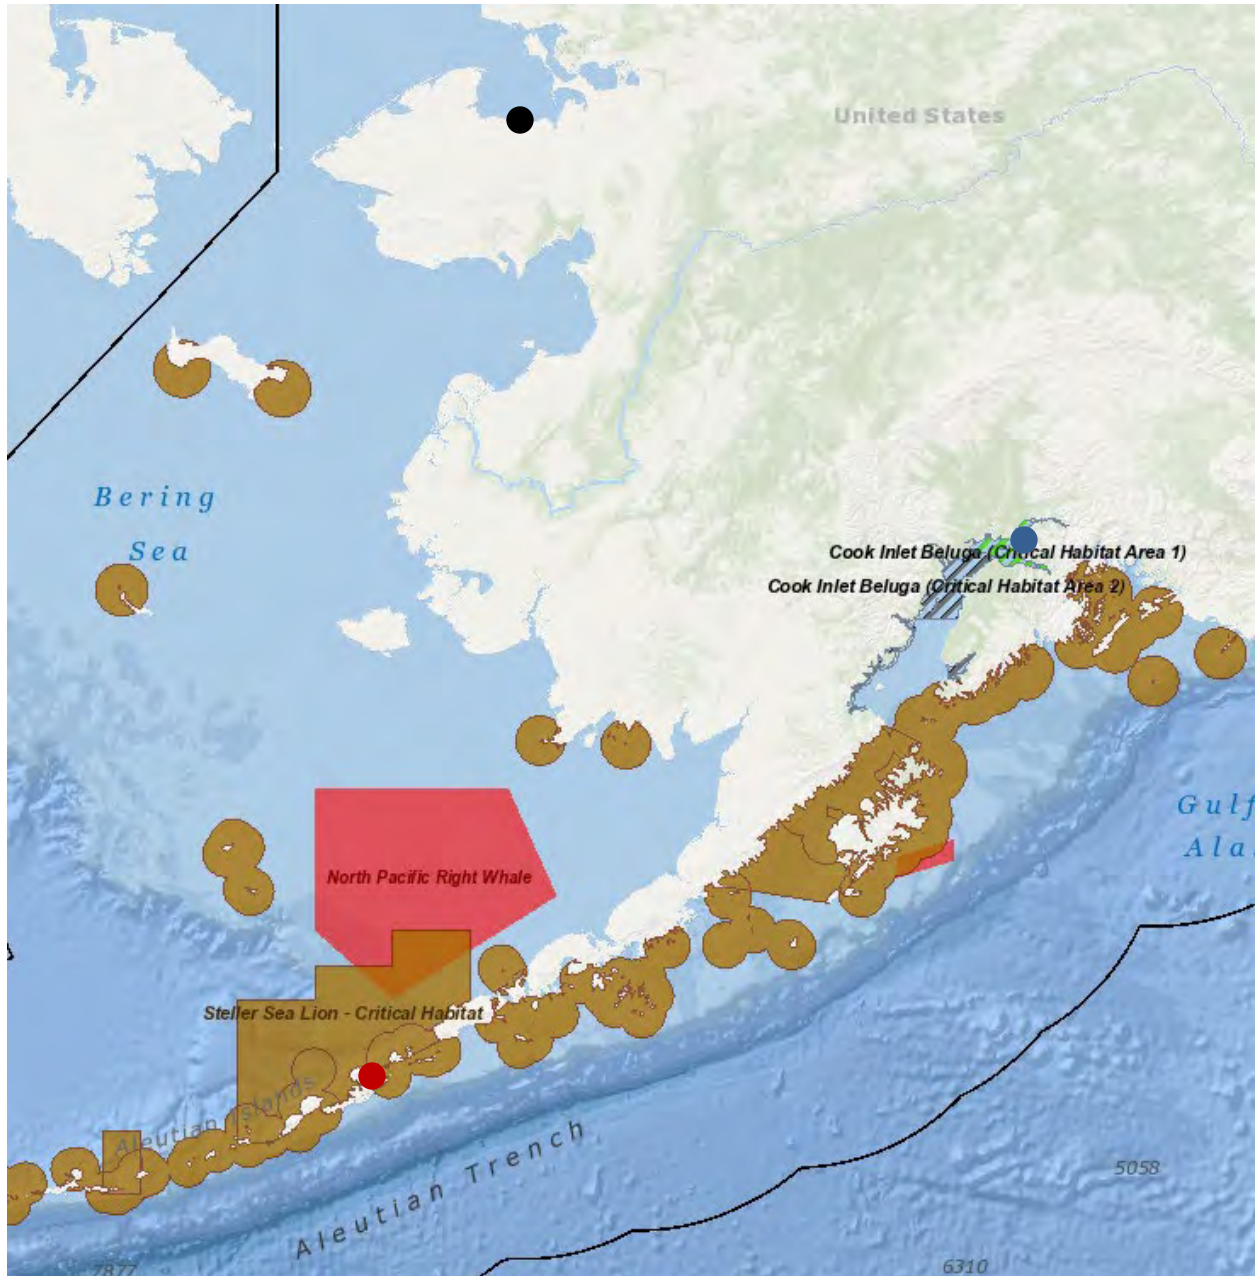 United States
Bering
Sea
Cook Inlet Beluga (Critical Habitat Area 1)
Cook Inlet Beluga (Critical Habitat Area 2)
Gulf
Ala
North Pacific Right Whale
Steller Sea Lion - Critical Habitat
Aleutian Islands
Aleutian Trench
5058
7877
6310